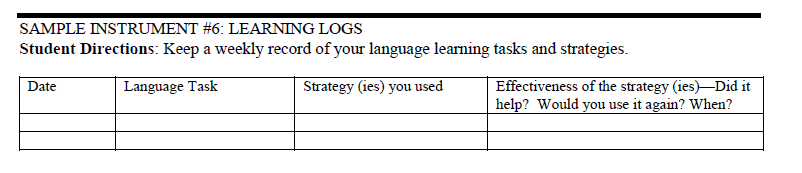 SAMPLE INSTRUMENT #6: LEARNING LOGS
Student Directions: Keep a weekly record of your language learning tasks and strategies.
Date
Language Task
Strategy (ies) you used
Effectiveness of the strategy (ies)—Did it
help?  Would you use it again? When?